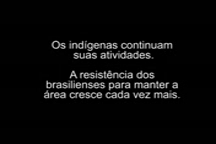 Os indígenas continuam
suas atividades.
A resistência dos
brasilienses para manter a
área cresce cada vez mais.